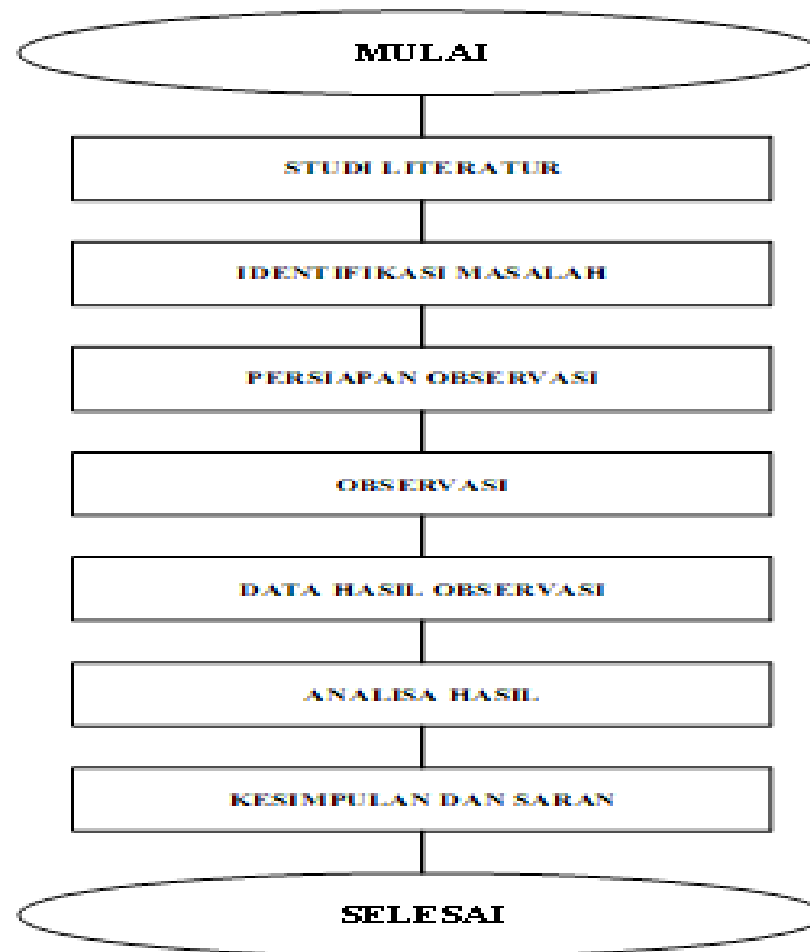 MULAI
STUDI LITERATUR
IDENTIFIKASI MASALAH
PERSIAPAN OBSERVASI
OBSERVASI
DATA HASIL OBSERVASI
ANALISA HASIL
KESIMPULAN DAN SARAN
SELESAI